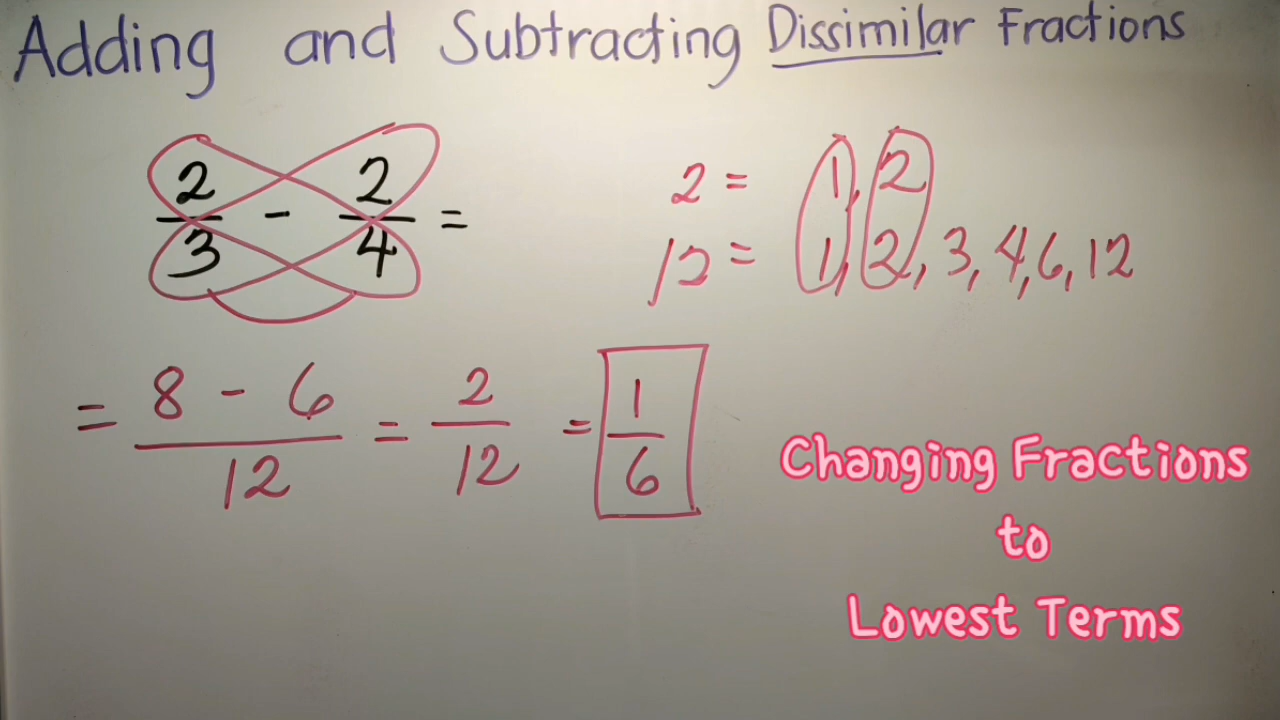 Adding and Subtracting Dissimilar Fractions
2/3 - 2/4 =
2 = 1, 2
12 = 1, 2, 3, 4, 6, 12
= 8 - 6/12 = 2/12 = 1/6
Changing Fractions
to
Lowest Terms